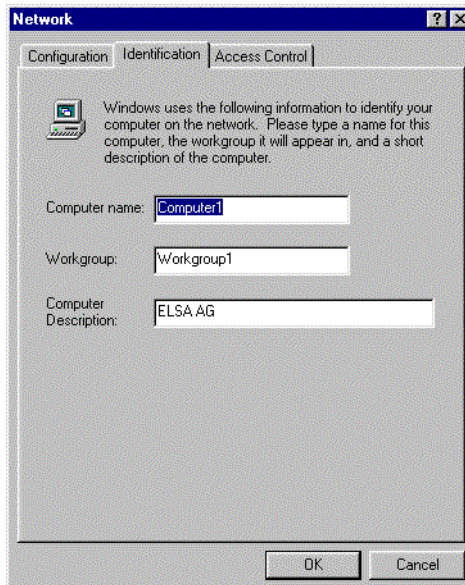 Network
Configuration Identification Access Control
Windows uses the following information to identify your
computer on the network. Please type a name for this
computer, the workgroup it will appear in, and a short
description of the computer.
Computer name: Computer1
Workgroup: Workgroup1
Computer
Description: ELSA AG
OK Cancel